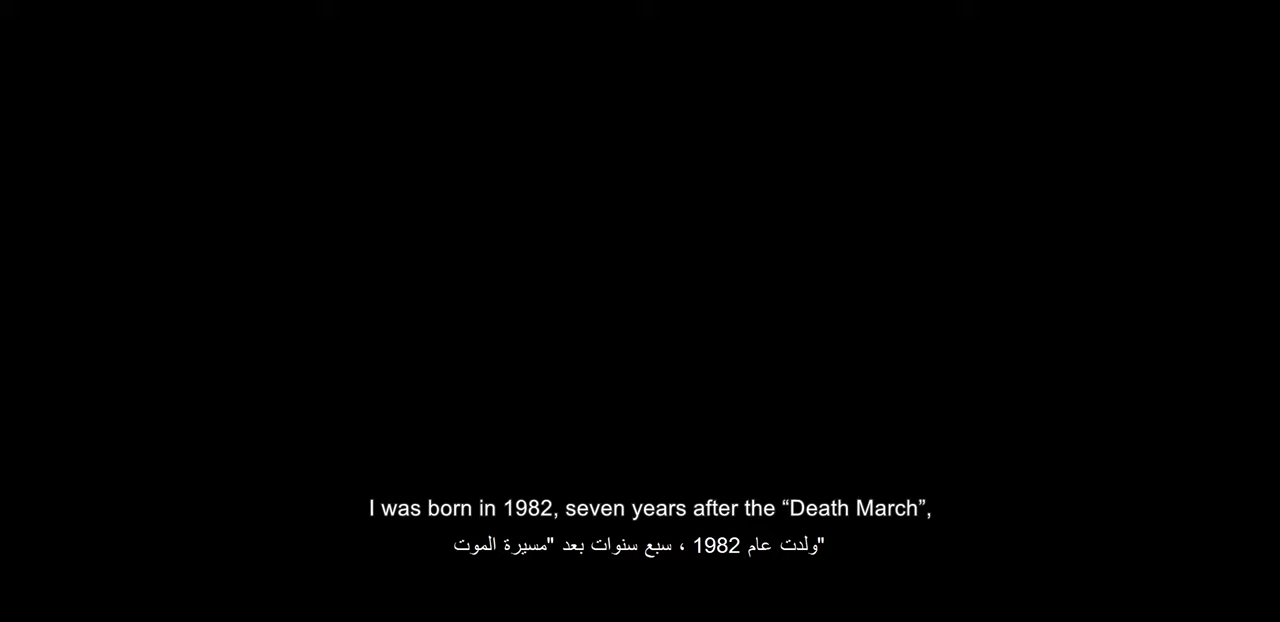 I was born in 1982, seven years after the “Death March”,
"ولدت عام 1982 ، سبع سنوات بعد "مسيرة الموت